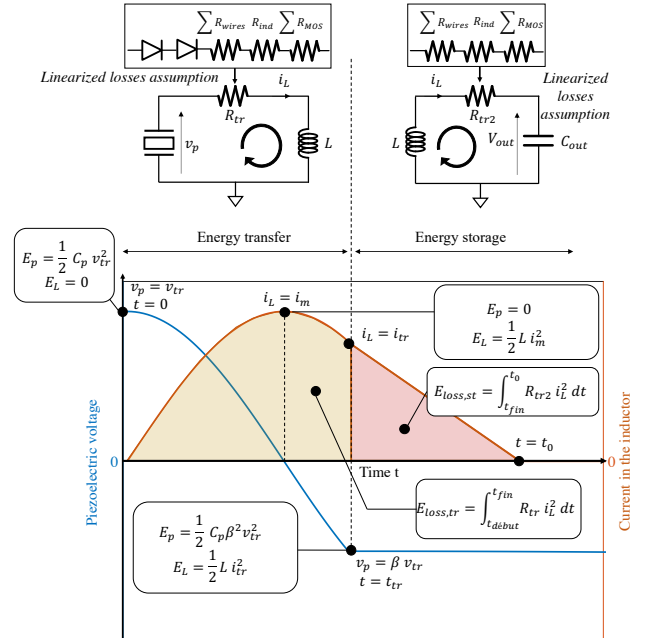 ∑ R_wires R_ind ∑ R_MOS
∑ R_wires R_ind ∑ R_MOS
Linearized losses assumption
i_L
R_tr
v_p
L
i_L
R_tr2
Linearized
losses
assumption
L
V_out
C_out
Energy transfer
Energy storage
E_p = 1/2 C_p v_tr^2
E_L = 0
v_p = v_tr
t = 0
i_L = i_m
E_p = 0
E_L = 1/2 L i_m^2
i_L = i_tr
E_loss,st = ∫_{t_fin}^{t_0} R_tr2 i_L^2 dt
t = t_0
0
Time t
0
E_loss,tr = ∫_{t_début}^{t_fin} R_tr i_L^2 dt
E_p = 1/2 C_p β^2 v_tr^2
E_L = 1/2 L i_tr^2
v_p = β v_tr
t = t_tr
Piezoelectric voltage
Current in the inductor